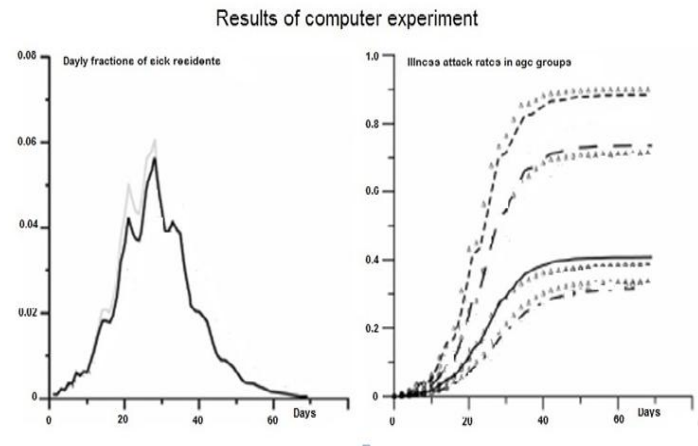 Results of computer experiment
Dayly fractions of sick residents
0.08
0.06
0.04
0.02
0
0 20 40 60 Days
Illness attack rates in age groups
1.0
0.8
0.6
0.4
0.2
0
0 20 40 60 Days